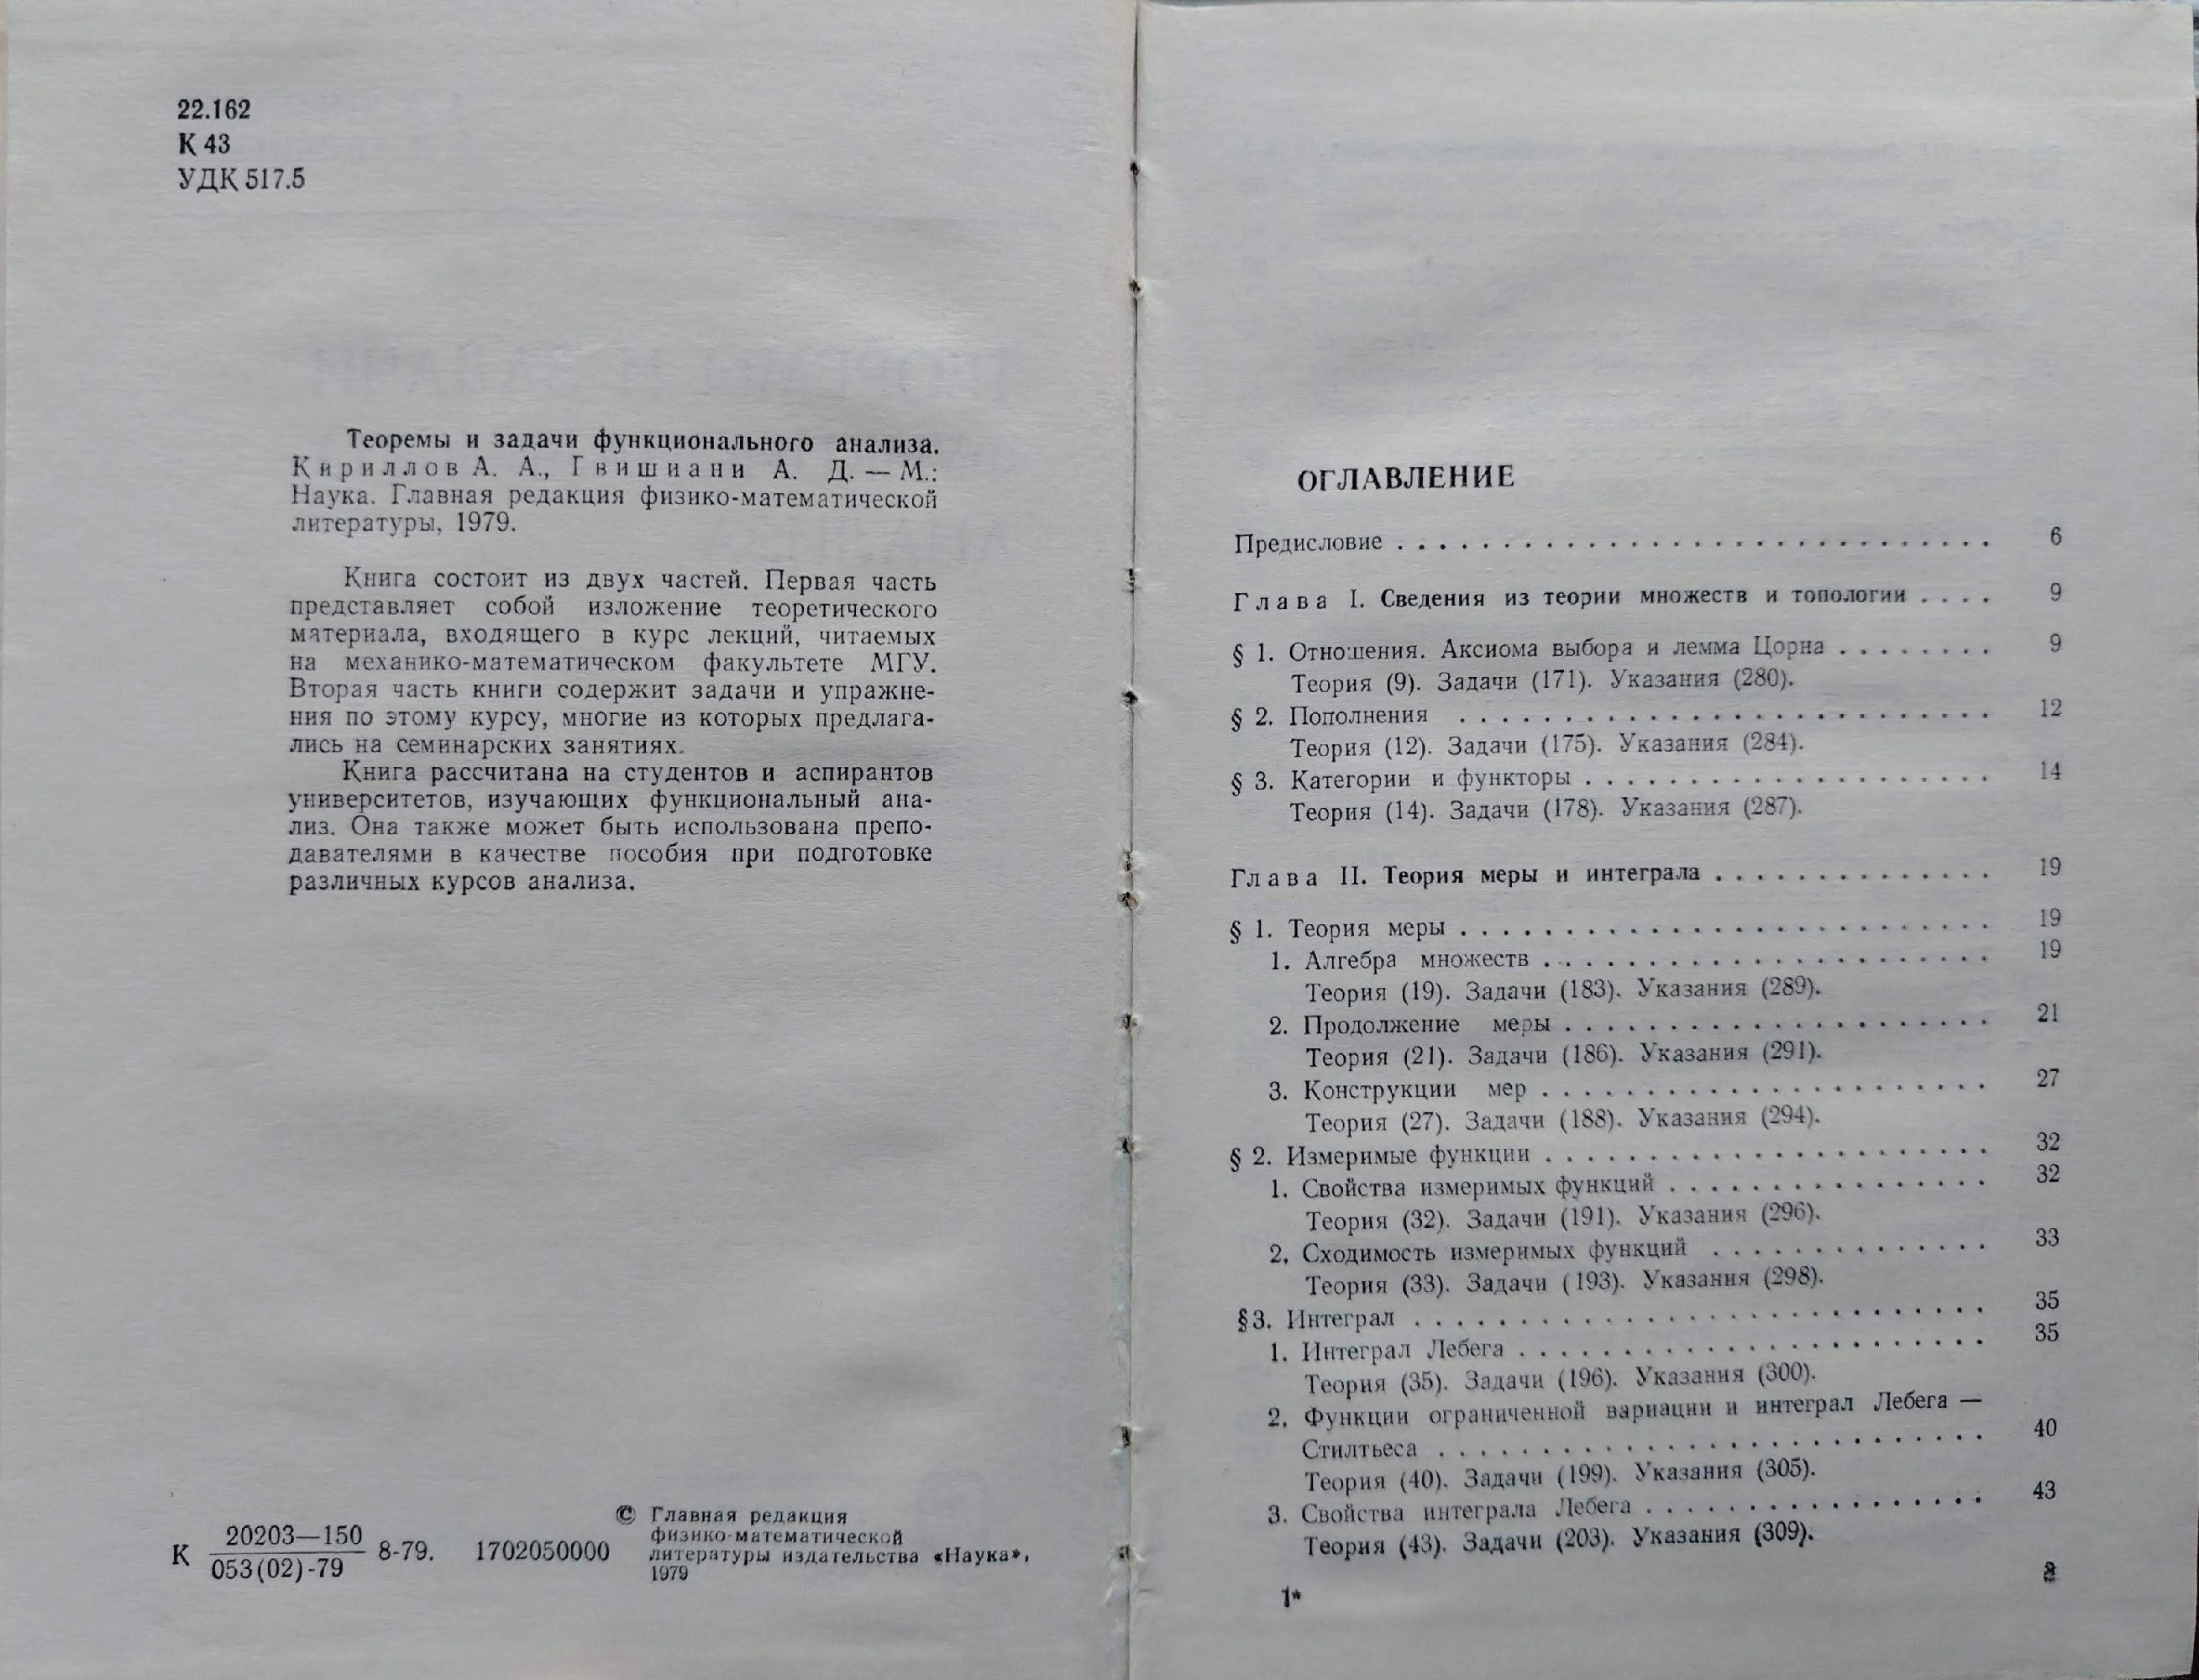 22.162
К 43
УДК 517.5
Теоремы и задачи функционального анализа.
Кириллов А. А., Гвишиани А. Д. — М.:
Наука. Главная редакция физико-математической
литературы, 1979.
Книга состоит из двух частей. Первая часть
представляет собой изложение теоретического
материала, входящего в курс лекций, читаемых
на механико-математическом факультете МГУ.
Вторая часть книги содержит задачи и упражне-
ния по этому курсу, многие из которых предлага-
лись на семинарских занятиях.
Книга рассчитана на студентов и аспирантов
университетов, изучающих функциональный ана-
лиз. Она также может быть использована препо-
давателями в качестве пособия при подготовке
различных курсов анализа.
К 20203—150
053(02)-79 8-79. 1702050000
© Главная редакция
физико-математической
литературы издательства «Наука»,
1979
ОГЛАВЛЕНИЕ
Предисловие . . . . . . . . . . . . . . . . . . . . . . . . . . . . . 6
Глава I. Сведения из теории множеств и топологии . . . . 9
§ 1. Отношения. Аксиома выбора и лемма Цорна . . . . . . . . 9
Теория (9). Задачи (171). Указания (280).
§ 2. Пополнения . . . . . . . . . . . . . . . . . . . . . . . . . . 12
Теория (12). Задачи (175). Указания (284).
§ 3. Категории и функторы . . . . . . . . . . . . . . . . . . . . 14
Теория (14). Задачи (178). Указания (287).
Глава II. Теория меры и интеграла . . . . . . . . . . . . . . 19
§ 1. Теория меры . . . . . . . . . . . . . . . . . . . . . . . . . . 19
1. Алгебра множеств . . . . . . . . . . . . . . . . . . . . . . 19
Теория (19). Задачи (183). Указания (289).
2. Продолжение меры . . . . . . . . . . . . . . . . . . . . . 21
Теория (21). Задачи (186). Указания (291).
3. Конструкции мер . . . . . . . . . . . . . . . . . . . . . . 27
Теория (27). Задачи (188). Указания (294).
§ 2. Измеримые функции . . . . . . . . . . . . . . . . . . . . . . 32
1. Свойства измеримых функций . . . . . . . . . . . . . . . . 32
Теория (32). Задачи (191). Указания (296).
2. Сходимость измеримых функций . . . . . . . . . . . . . . 33
Теория (33). Задачи (193). Указания (298).
§ 3. Интеграл . . . . . . . . . . . . . . . . . . . . . . . . . . . . 35
1. Интеграл Лебега . . . . . . . . . . . . . . . . . . . . . . . 35
Теория (35). Задачи (196). Указания (300).
2. Функции ограниченной вариации и интеграл Лебега —
Стилтьеса . . . . . . . . . . . . . . . . . . . . . . . . . . . 40
Теория (40). Задачи (199). Указания (305).
3. Свойства интеграла Лебега . . . . . . . . . . . . . . . . . 43
Теория (43). Задачи (203). Указания (309).
1*